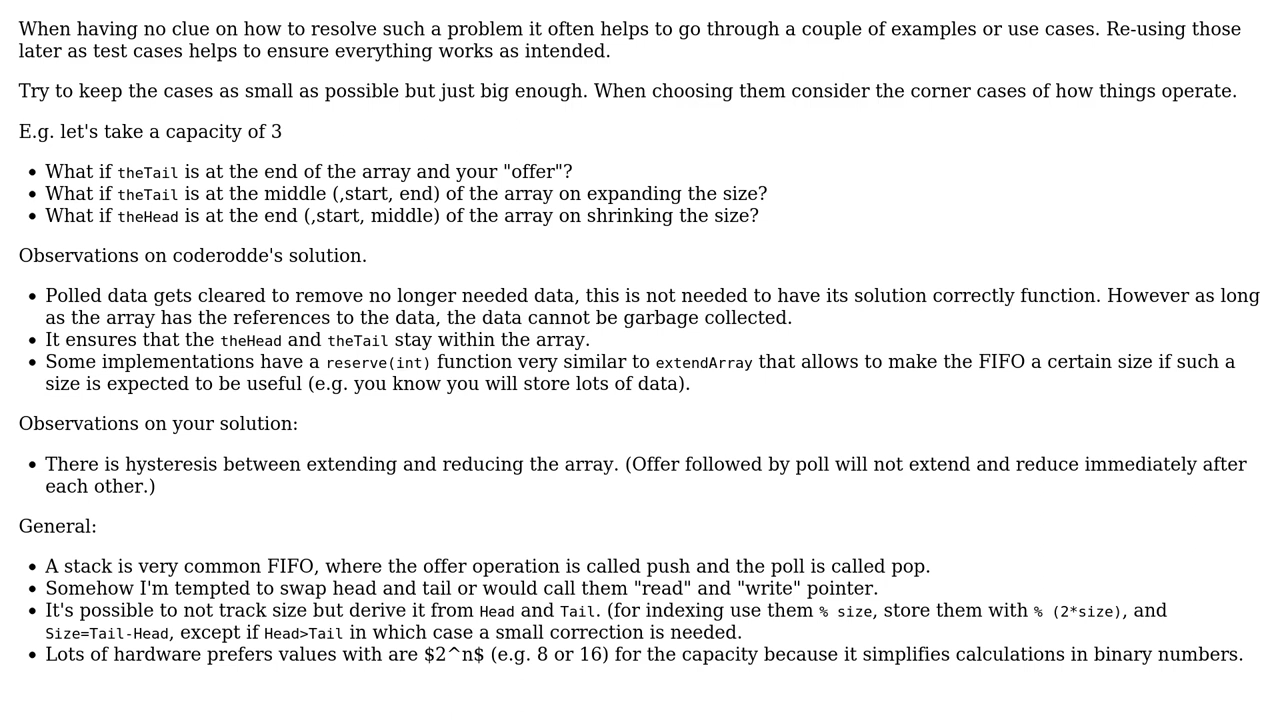 When having no clue on how to resolve such a problem it often helps to go through a couple of examples or use cases. Re-using those
later as test cases helps to ensure everything works as intended.
Try to keep the cases as small as possible but just big enough. When choosing them consider the corner cases of how things operate.
E.g. let's take a capacity of 3
• What if theTail is at the end of the array and your "offer"?
• What if theTail is at the middle (,start, end) of the array on expanding the size?
• What if theHead is at the end (,start, middle) of the array on shrinking the size?
Observations on coderodde's solution.
• Polled data gets cleared to remove no longer needed data, this is not needed to have its solution correctly function. However as long
as the array has the references to the data, the data cannot be garbage collected.
• It ensures that the theHead and theTail stay within the array.
• Some implementations have a reserve(int) function very similar to extendArray that allows to make the FIFO a certain size if such a
size is expected to be useful (e.g. you know you will store lots of data).
Observations on your solution:
• There is hysteresis between extending and reducing the array. (Offer followed by poll will not extend and reduce immediately after
each other.)
General:
• A stack is very common FIFO, where the offer operation is called push and the poll is called pop.
• Somehow I'm tempted to swap head and tail or would call them "read" and "write" pointer.
• It's possible to not track size but derive it from Head and Tail. (for indexing use them % size, store them with % (2*size), and
Size=Tail-Head, except if Head>Tail in which case a small correction is needed.
• Lots of hardware prefers values with are $2^n$ (e.g. 8 or 16) for the capacity because it simplifies calculations in binary numbers.